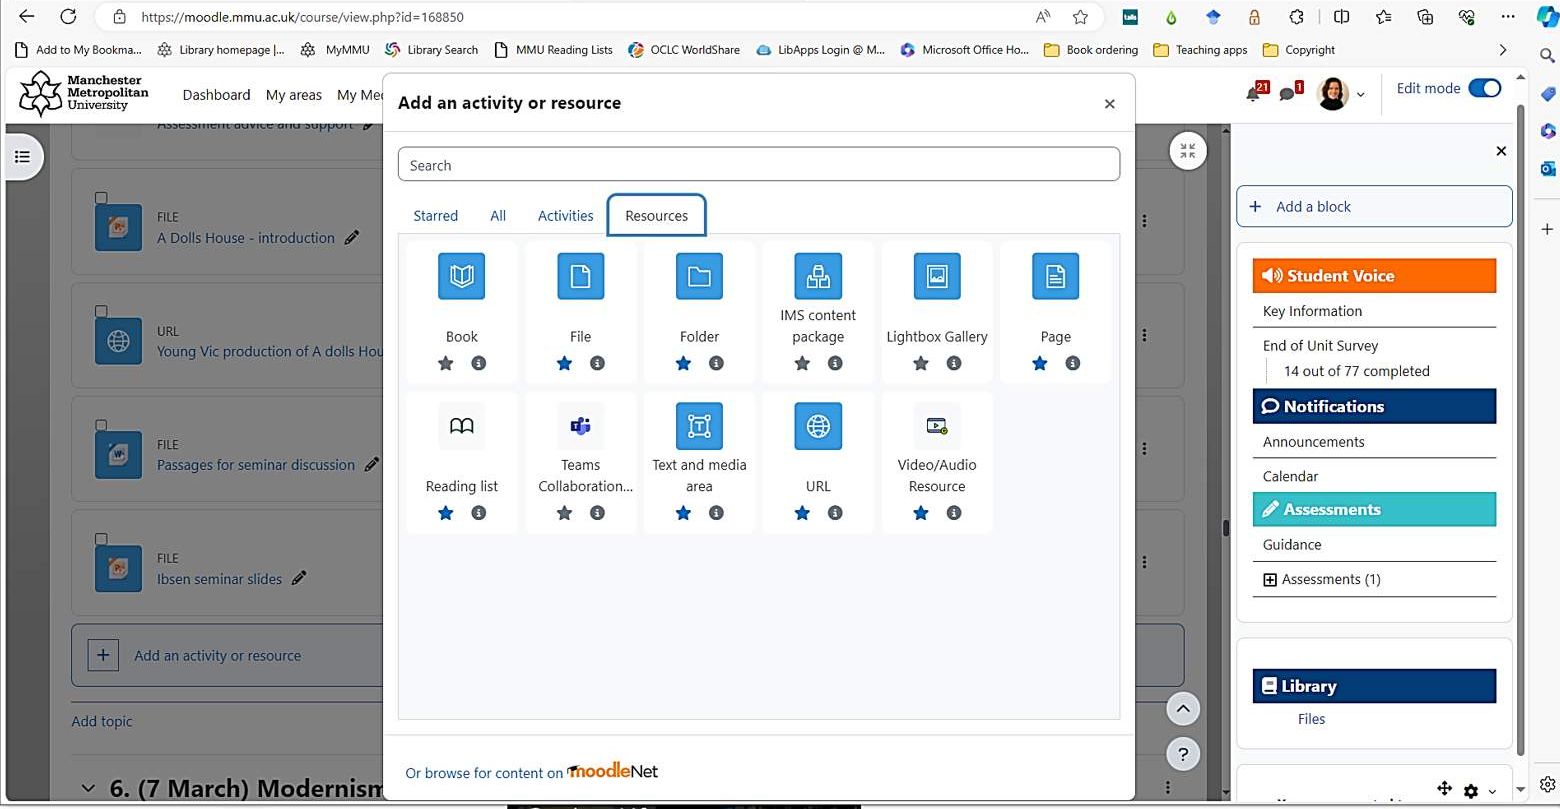 https://moodle.mmu.ac.uk/course/view.php?id=168850
Add to My Bookma...
Library homepage |...
MyMMU
Library Search
MMU Reading Lists
OCLC WorldShare
LibApps Login @ M...
Microsoft Office Ho...
Book ordering
Teaching apps
Copyright
Manchester
Metropolitan
University
Dashboard
My areas
My Me
21
1
Edit mode
Assessment advice and support
FILE
A Dolls House - introduction
URL
Young Vic production of A dolls Hou
FILE
Passages for seminar discussion
FILE
Ibsen seminar slides
Add an activity or resource
Add topic
6. (7 March) Modernism
Add an activity or resource
Search
Starred
All
Activities
Resources
Book
File
Folder
IMS content
package
Lightbox Gallery
Page
Reading list
Teams
Collaboration...
Text and media
area
URL
Video/Audio
Resource
Or browse for content on moodleNet
?
Add a block
Student Voice
Key Information
End of Unit Survey
14 out of 77 completed
Notifications
Announcements
Calendar
Assessments
Guidance
Assessments (1)
Library
Files